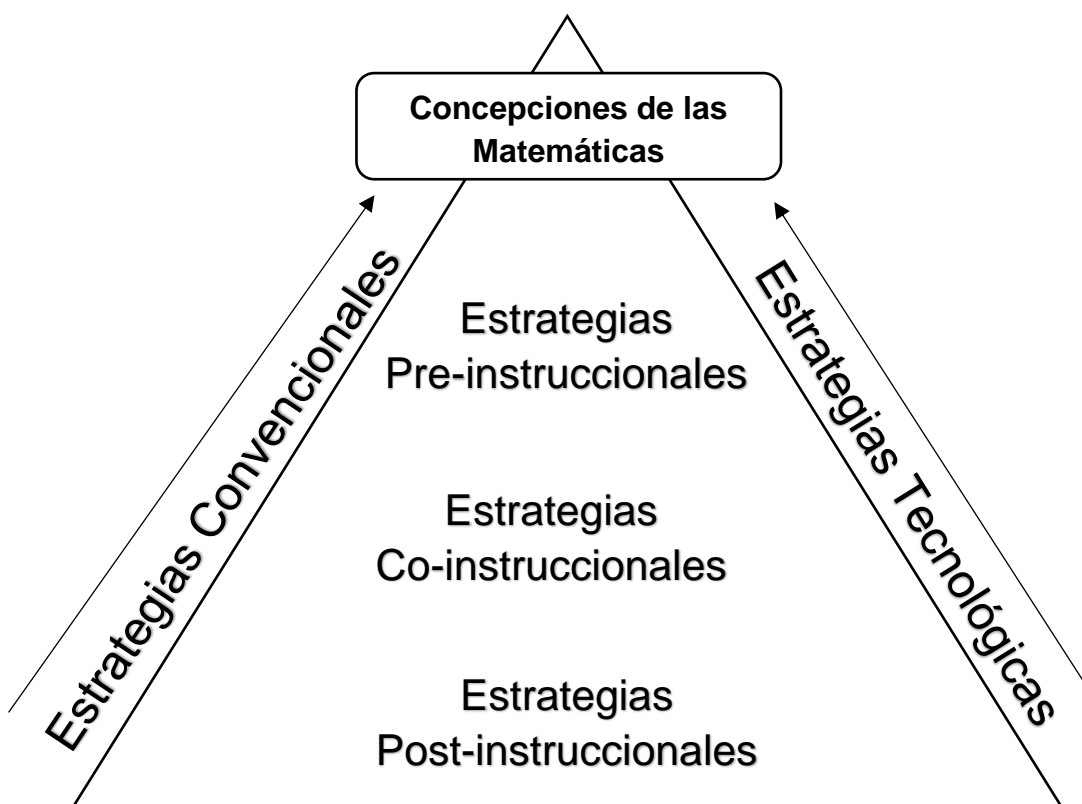 Concepciones de las
Matemáticas
Estrategias Convencionales
Estrategias
Pre-instruccionales
Estrategias
Co-instruccionales
Estrategias
Post-instruccionales
Estrategias Tecnológicas